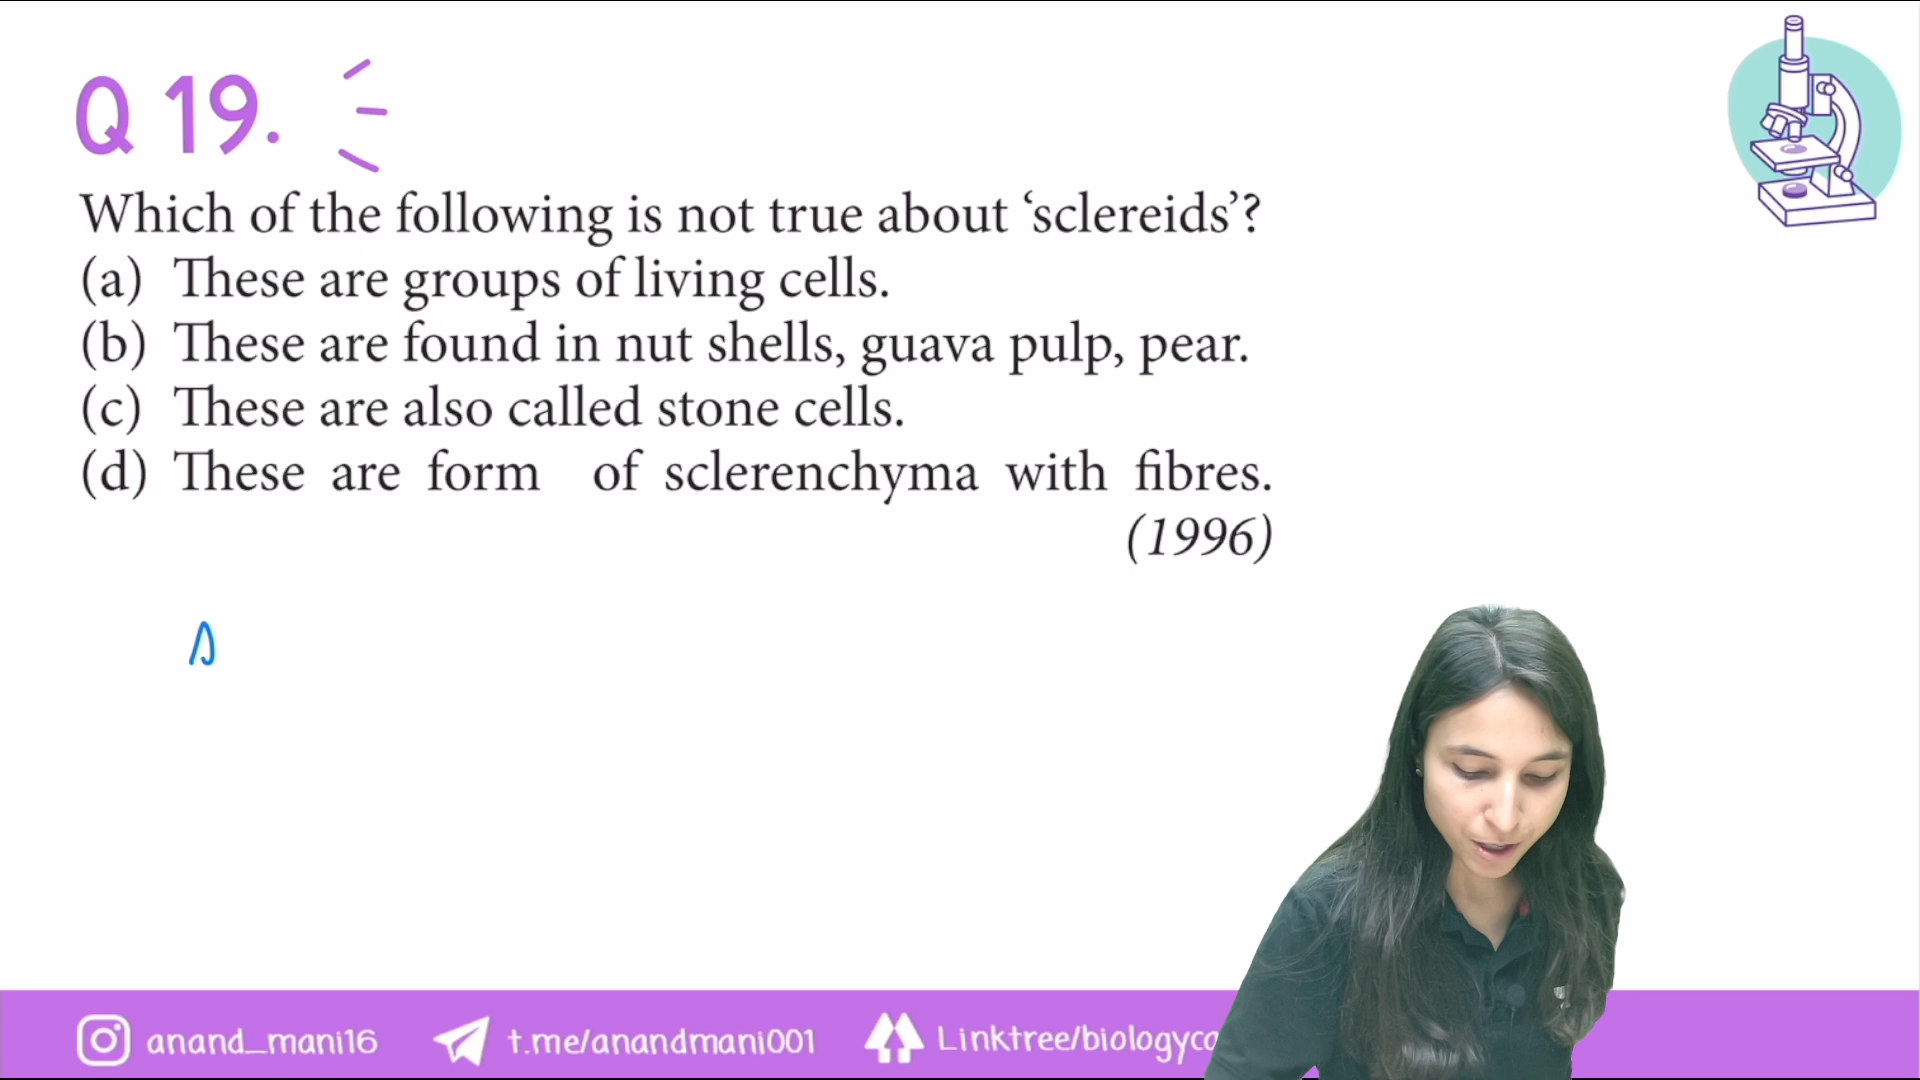 Q 19.
Which of the following is not true about ‘sclereids’?
(a) These are groups of living cells.
(b) These are found in nut shells, guava pulp, pear.
(c) These are also called stone cells.
(d) These are form of sclerenchyma with fibres.
(1996)
anand_mani16 t.me/anandmani001